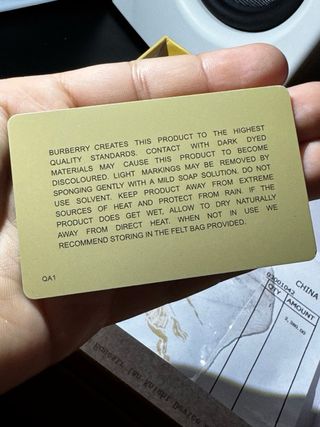 BURBERRY CREATES THIS PRODUCT TO THE HIGHEST
QUALITY STANDARDS. CONTACT WITH DARK DYED
MATERIALS MAY CAUSE THIS PRODUCT TO BECOME
DISCOLOURED. LIGHT MARKINGS MAY BE REMOVED BY
SPONGING GENTLY WITH A MILD SOAP SOLUTION. DO NOT
USE SOLVENT. KEEP PRODUCT AWAY FROM EXTREME
SOURCES OF HEAT AND PROTECT FROM RAIN. IF THE
PRODUCT DOES GET WET, ALLOW TO DRY NATURALLY
AWAY FROM DIRECT HEAT. WHEN NOT IN USE WE
RECOMMEND STORING IN THE FELT BAG PROVIDED.
QA1
CHINA
QTY. AMOUNT